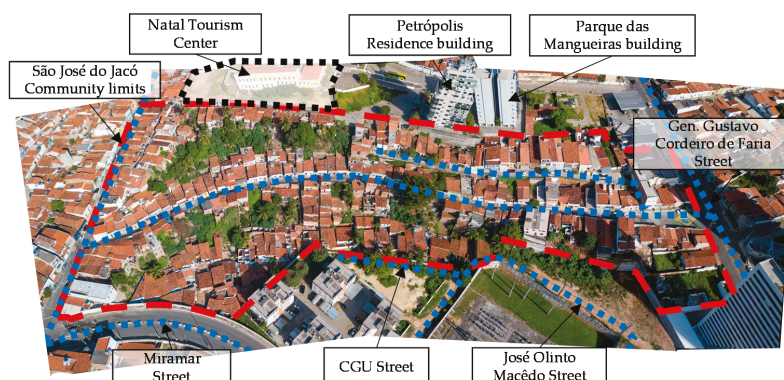 Natal Tourism
Center
Petrópolis
Residence building
Parque das
Mangueiras building
São José do Jacó
Community limits
Gen. Gustavo
Cordeiro de Faria
Street
Miramar
Street
CGU Street
José Olinto
Macêdo Street